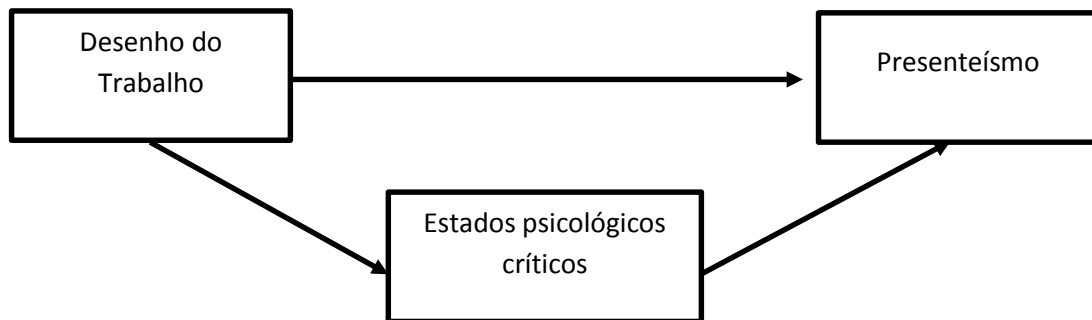 Desenho do
Trabalho
Presenteísmo
Estados psicológicos
críticos